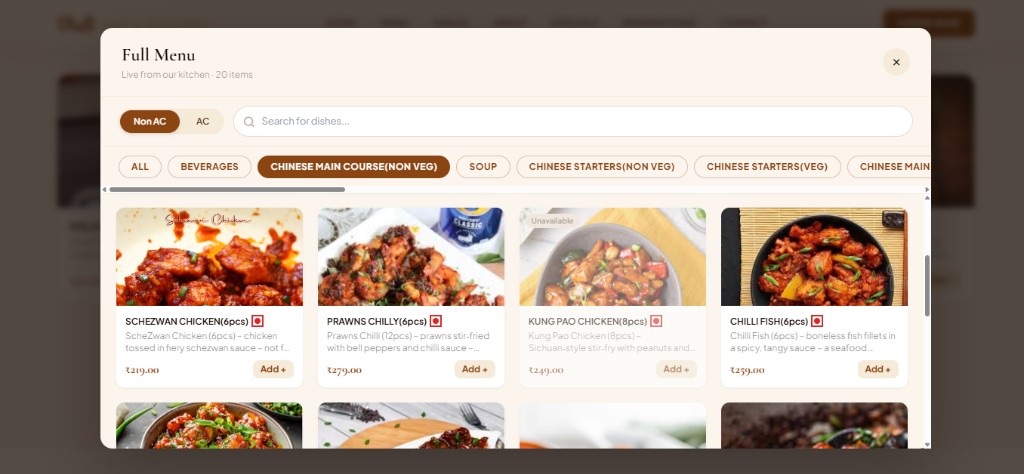 Full Menu
Live from our kitchen · 20 items
×
Non AC
AC
Search for dishes...
ALL
BEVERAGES
CHINESE MAIN COURSE(NON VEG)
SOUP
CHINESE STARTERS(NON VEG)
CHINESE STARTERS(VEG)
CHINESE MAIN
Schezwan Chicken
CLASSIC
Unavailable
SCHEZWAN CHICKEN(6pcs)
ScheZwan Chicken (6pcs) – chicken
tossed in fiery schezwan sauce – not f...
₹219.00
Add +
PRAWNS CHILLY(6pcs)
Prawns Chilli (12pcs) – prawns stir-fried
with bell peppers and chilli sauce –...
₹279.00
Add +
KUNG PAO CHICKEN(8pcs)
Kung Pao Chicken (8pcs) –
Sichuan-style stir-fry with peanuts and...
₹249.00
Add +
CHILLI FISH(6pcs)
Chilli Fish (6pcs) – boneless fish fillets in
a spicy, tangy sauce – a seafood...
₹259.00
Add +